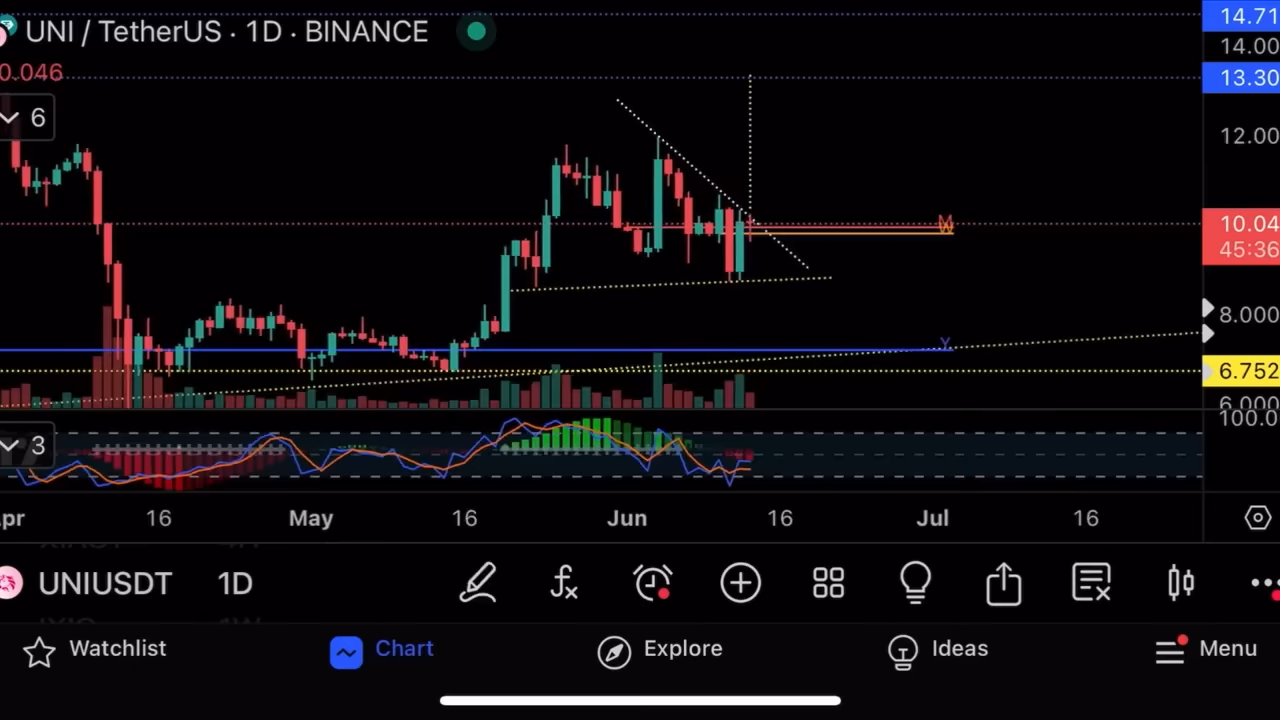 UNI / TetherUS · 1D · BINANCE
14.71
14.00
0.046
13.30
6
12.00
M
W
10.04
45:36
8.000
Y
6.752
6.000
100.0
3
pr
16
May
16
Jun
16
Jul
16
UNIUSDT 1D
Watchlist
Chart
Explore
Ideas
Menu